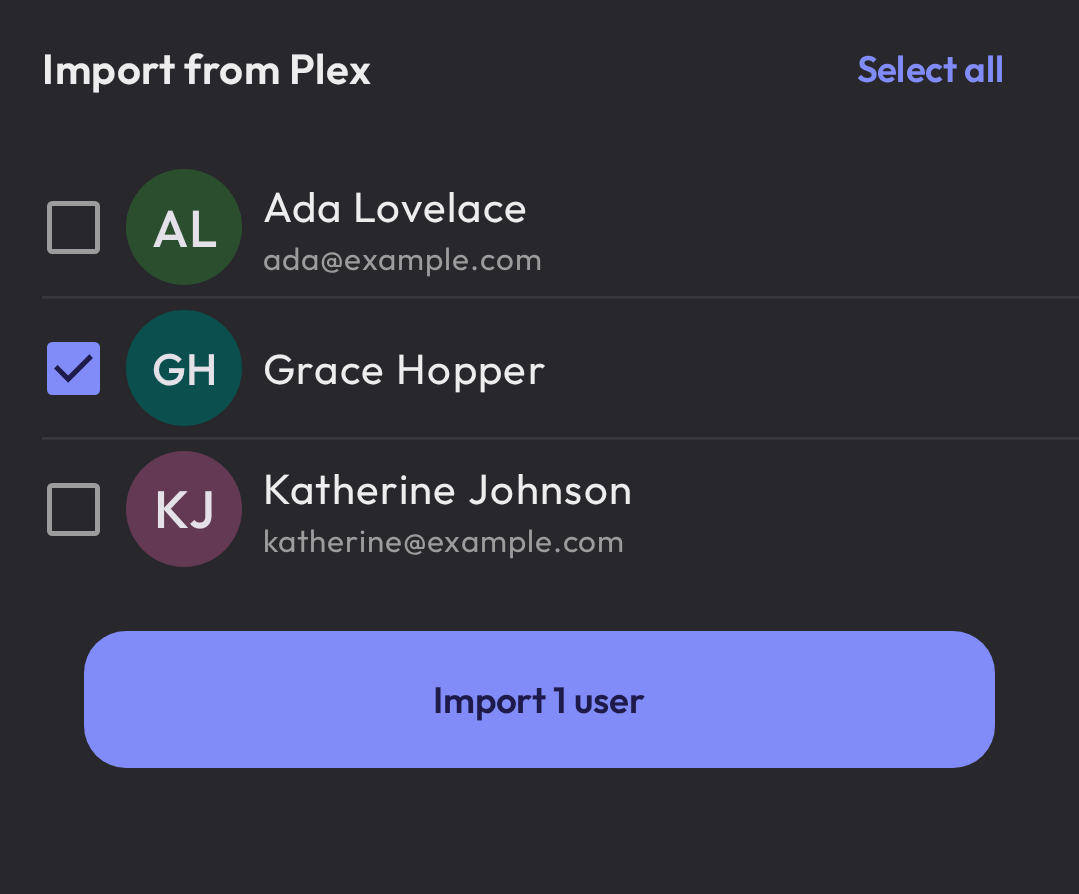 Import from Plex
Select all
AL
Ada Lovelace
ada@example.com
GH
Grace Hopper
KJ
Katherine Johnson
katherine@example.com
Import 1 user